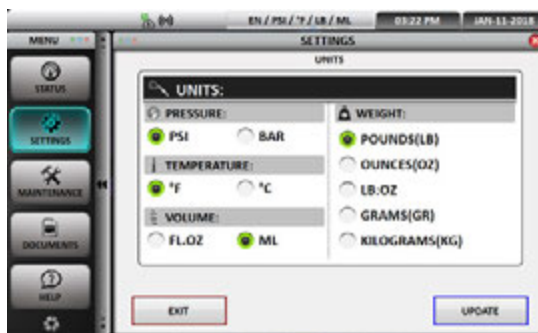 EN / PSI / °F / LB / ML 03:22 PM JAN-11-2018
MENU SETTINGS
UNITS
STATUS
SETTINGS
MAINTENANCE
DOCUMENTS
HELP
UNITS:
PRESSURE:
PSI BAR
TEMPERATURE:
°F °C
VOLUME:
FL.OZ ML
WEIGHT:
POUNDS(LB)
OUNCES(OZ)
LB:OZ
GRAMS(GR)
KILOGRAMS(KG)
EXIT UPDATE